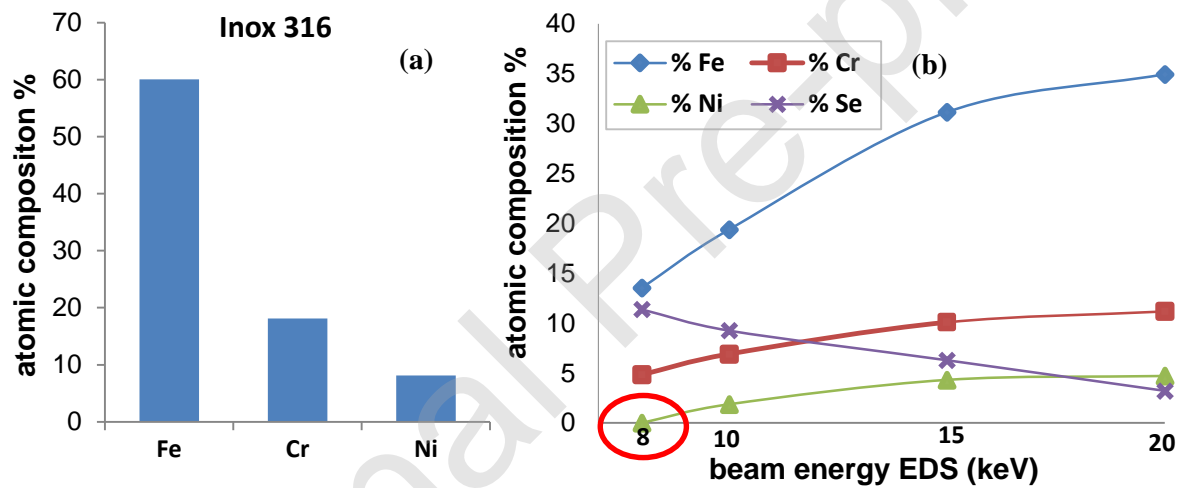 Inox 316
(a)
atomic compositon %
70
60
50
40
30
20
10
0
Fe Cr Ni
(b)
% Fe % Cr
% Ni % Se
atomic composition %
40
35
30
25
20
15
10
5
0
8 10 15 20
beam energy EDS (keV)
nal Pre-p